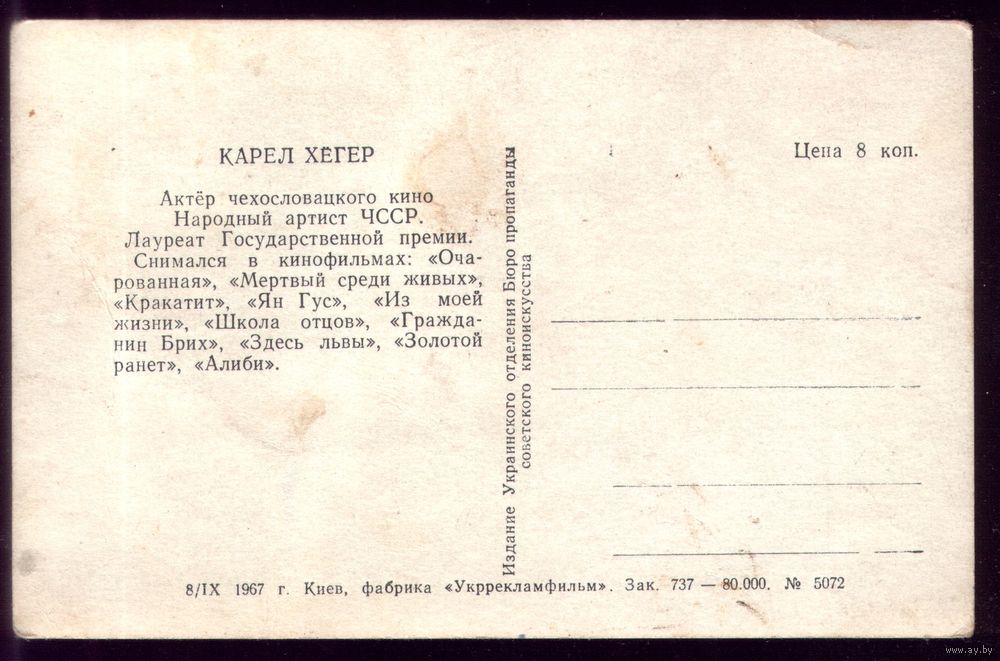 КАРЕЛ ХЕГЕР
Актёр чехословацкого кино
Народный артист ЧССР.
Лауреат Государственной премии.
Снимался в кинофильмах: «Оча-
рованная», «Мертвый среди живых»,
«Кракатит», «Ян Гус», «Из моей
жизни», «Школа отцов», «Гражда-
нин Брих», «Здесь львы», «Золотой
ранет», «Алиби».
Издание Украинского отделения Бюро пропаганды
советского киноискусства
Цена 8 коп.
8/IX 1967 г. Киев, фабрика «Укррекламфильм». Зак. 737 — 80.000. № 5072
www.ay.by